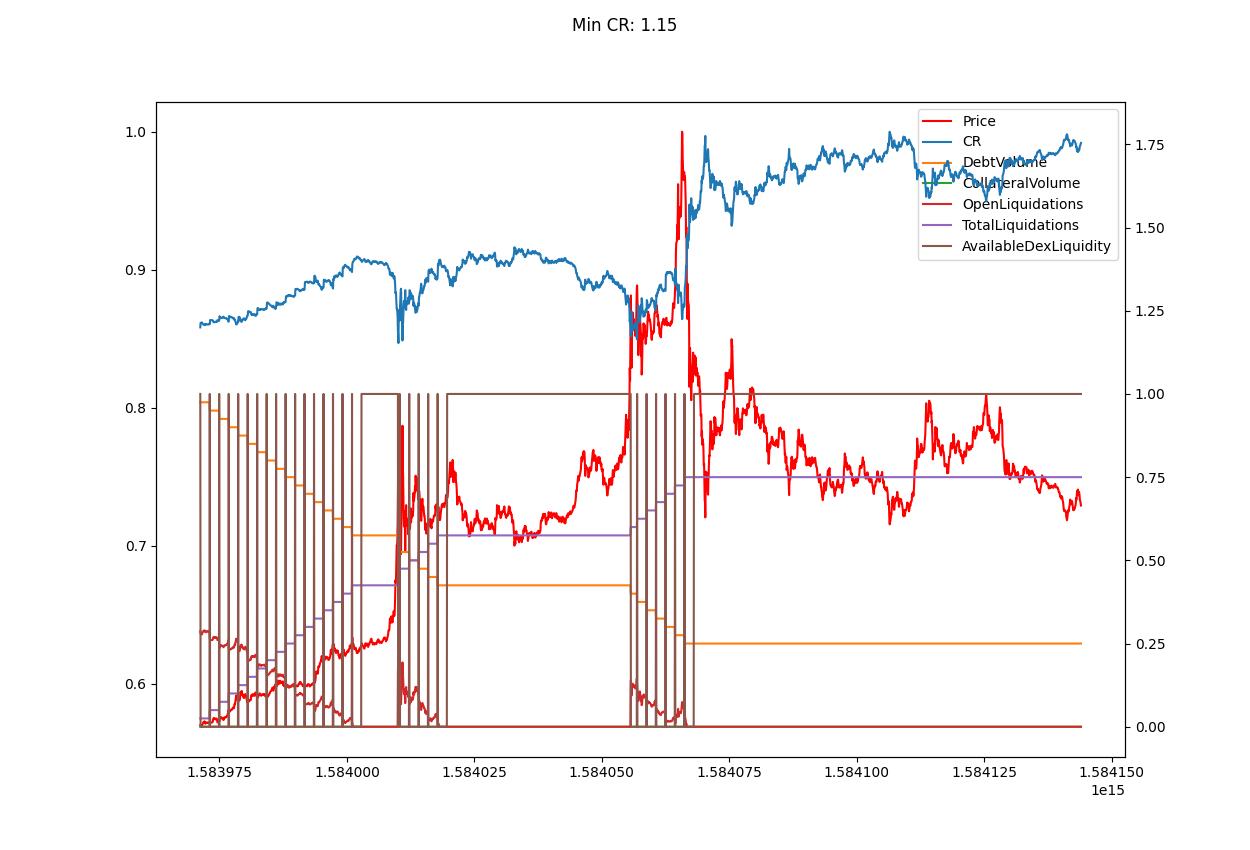 Min CR: 1.15
1.0
0.9
0.8
0.7
0.6
Price
CR
DebtVolume
CollateralVolume
OpenLiquidations
TotalLiquidations
AvailableDexLiquidity
1.75
1.50
1.25
1.00
0.75
0.50
0.25
0.00
1.583975 1.584000 1.584025 1.584050 1.584075 1.584100 1.584125 1.584150
1e15